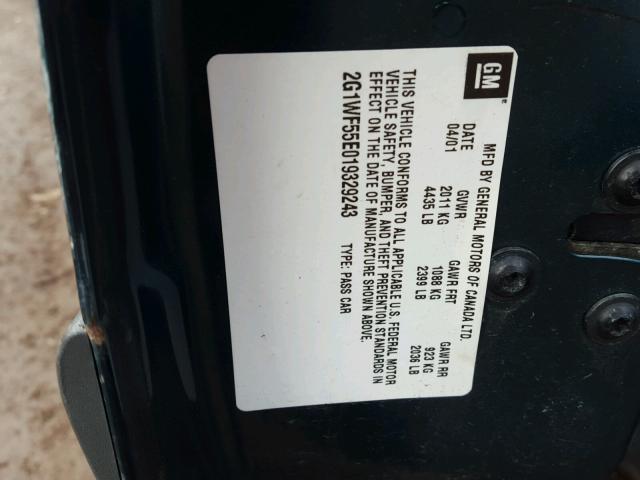 GM
MFD BY GENERAL MOTORS OF CANADA LTD.
DATE GVWR GAWR FRT GAWR RR
04/01 2011 KG 1088 KG 923 KG
4435 LB 2399 LB 2036 LB
THIS VEHICLE CONFORMS TO ALL APPLICABLE U.S. FEDERAL MOTOR
VEHICLE SAFETY, BUMPER, AND THEFT PREVENTION STANDARDS IN
EFFECT ON THE DATE OF MANUFACTURE SHOWN ABOVE.
2G1WF55E019329243 TYPE: PASS CAR